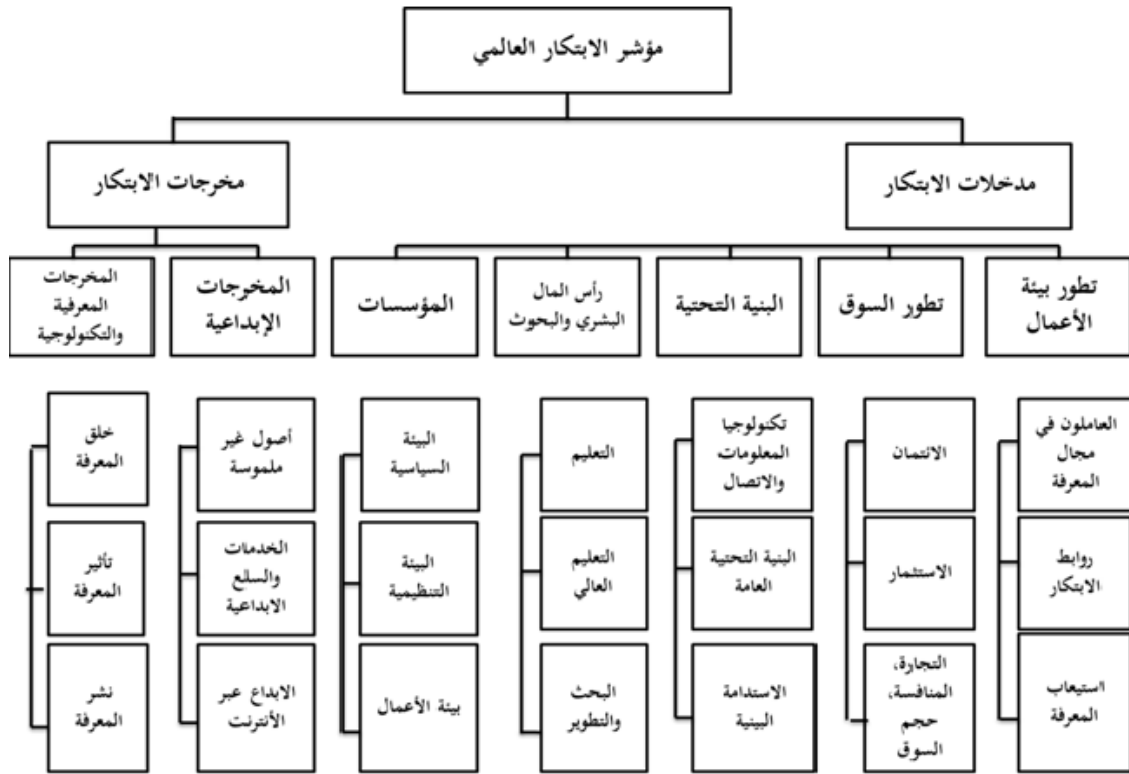 مؤشر الابتكار العالمي
مدخلات الابتكار
مخرجات الابتكار
تطور بيئة
الأعمال
تطور السوق
البنية التحتية
رأس المال
البشري والبحوث
المؤسسات
المخرجات
الإبداعية
المخرجات
المعرفية
والتكنولوجية
العاملون في
مجال
المعرفة
روابط
الابتكار
استيعاب
المعرفة
الائتمان
الاستثمار
التجارة،
المنافسة،
حجم
السوق
تكنولوجيا
المعلومات
والاتصال
البنية التحتية
العامة
الاستدامة
البينية
التعليم
التعليم
العالي
البحث
والتطوير
البيئة
السياسية
البيئة
التنظيمية
بيئة الأعمال
أصول غير
ملموسة
الخدمات
والسلع
الابداعية
الابداع عبر
الأنترنت
خلق
المعرفة
تأثير
المعرفة
نشر
المعرفة